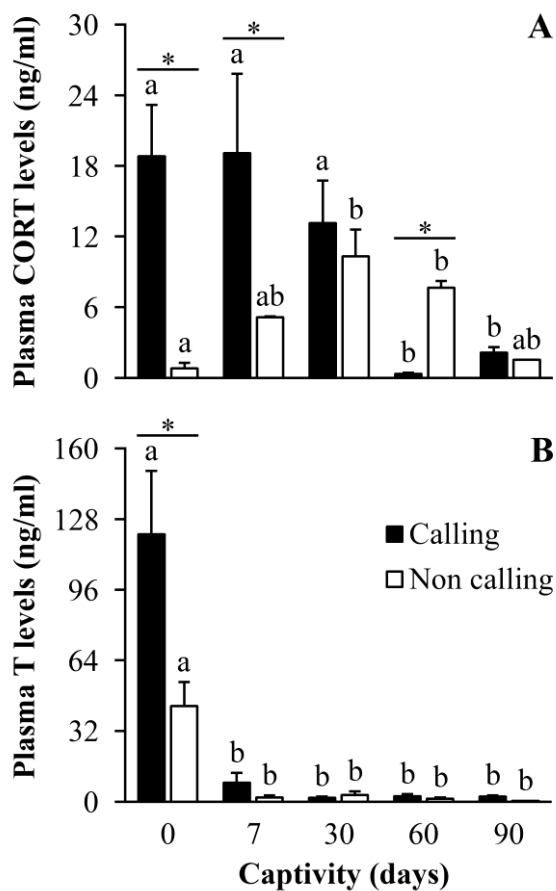 A
Plasma CORT levels (ng/ml)
30
24
18
12
6
0
*
*
*
a
a
a
ab
a
b
b
b
b
ab
B
Plasma T levels (ng/ml)
160
128
96
64
32
0
*
a
a
b
b
b
b
b
b
b
b
Calling
Non calling
0 7 30 60 90
Captivity (days)